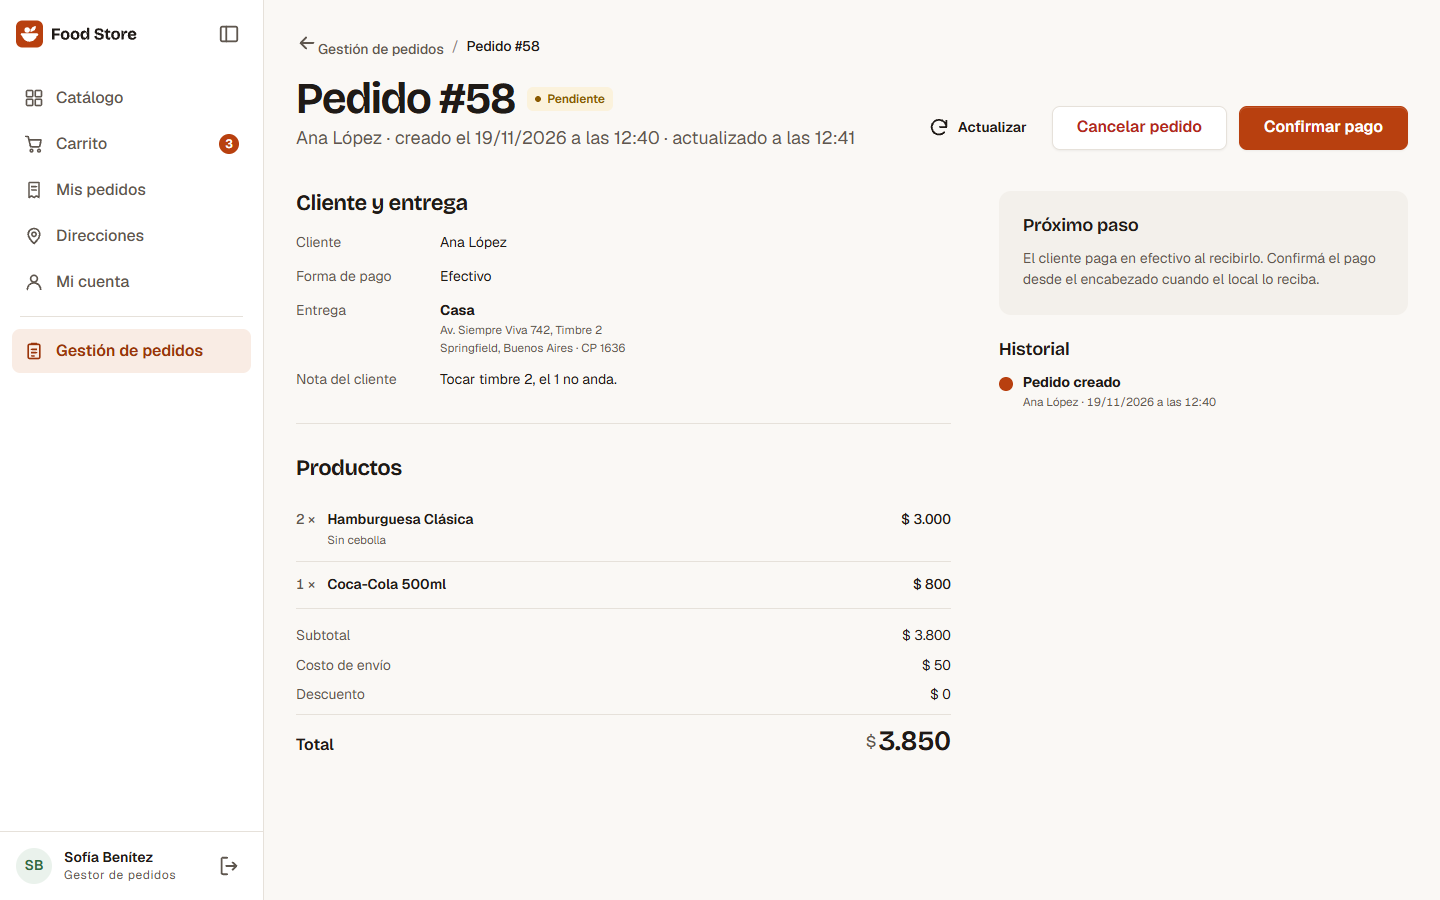 Food Store
Catálogo
Carrito 3
Mis pedidos
Direcciones
Mi cuenta
Gestión de pedidos
SB
Sofía Benítez
Gestor de pedidos
Gestión de pedidos / Pedido #58
Pedido #58 Pendiente
Ana López · creado el 19/11/2026 a las 12:40 · actualizado a las 12:41
Actualizar
Cancelar pedido
Confirmar pago
Cliente y entrega
Cliente Ana López
Forma de pago Efectivo
Entrega Casa
Av. Siempre Viva 742, Timbre 2
Springfield, Buenos Aires · CP 1636
Nota del cliente Tocar timbre 2, el 1 no anda.
Productos
2 × Hamburguesa Clásica $ 3.000
Sin cebolla
1 × Coca-Cola 500ml $ 800
Subtotal $ 3.800
Costo de envío $ 50
Descuento $ 0
Total $ 3.850
Próximo paso
El cliente paga en efectivo al recibirlo. Confirmá el pago
desde el encabezado cuando el local lo reciba.
Historial
Pedido creado
Ana López · 19/11/2026 a las 12:40